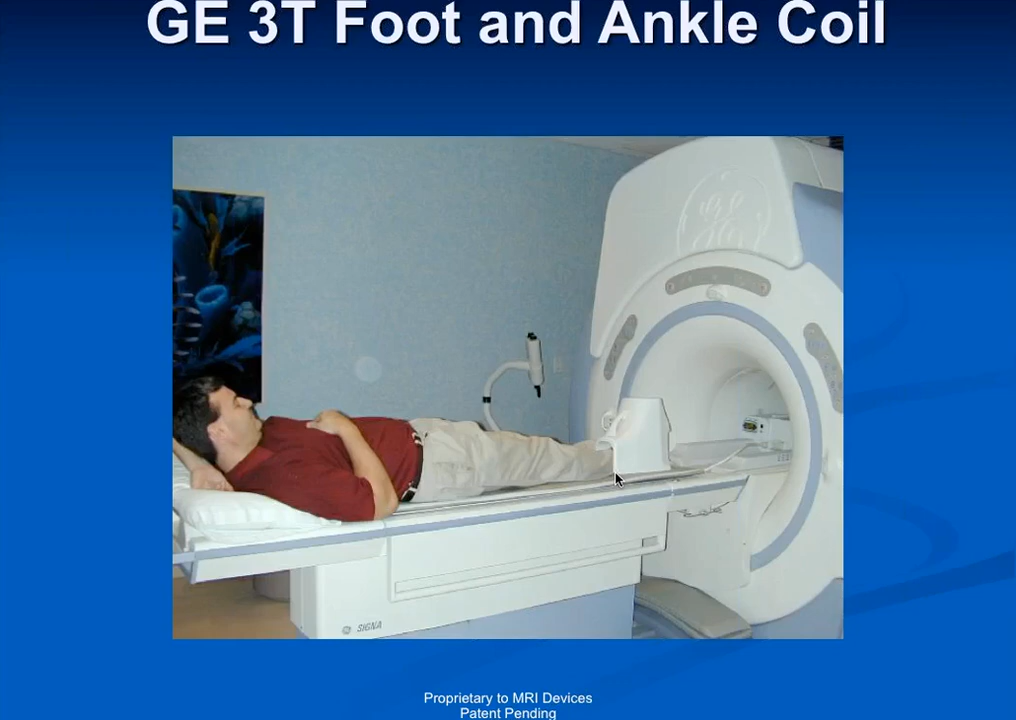 GE 3T Foot and Ankle Coil
SIGNA
Proprietary to MRI Devices
Patent Pending